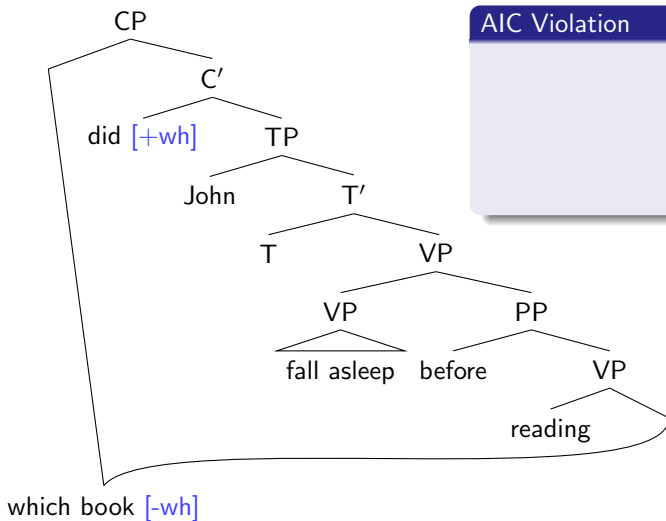 AIC Violation
CP
C′
did [+wh]
TP
John
T′
T
VP
VP
PP
fall asleep
before
VP
reading
which book [-wh]